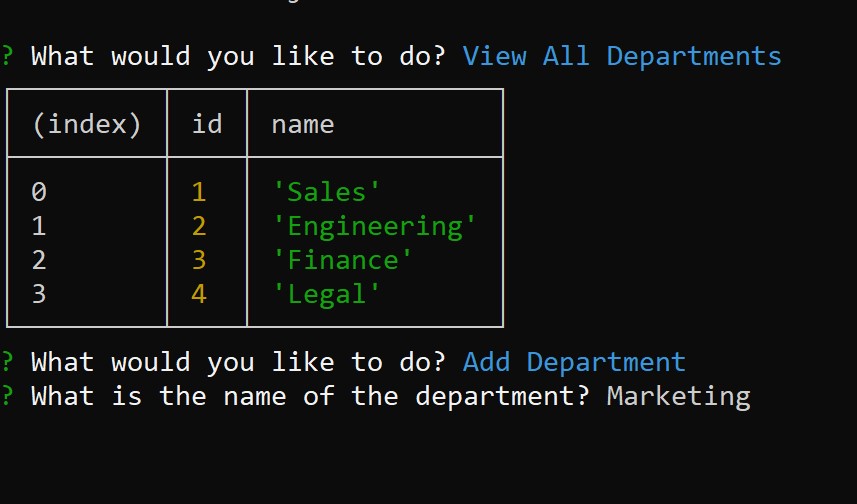 ? What would you like to do? View All Departments
(index) id name
0 1 'Sales'
1 2 'Engineering'
2 3 'Finance'
3 4 'Legal'
? What would you like to do? Add Department
? What is the name of the department? Marketing